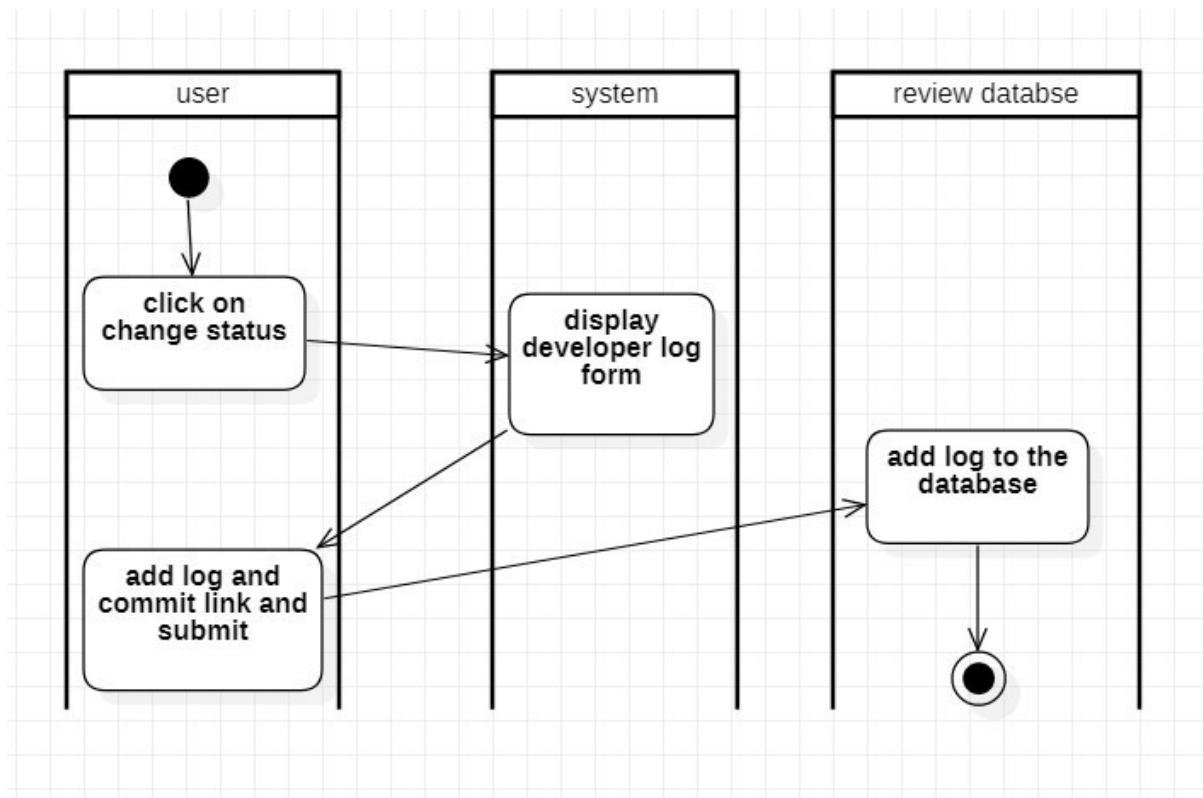 user
system
review databse
click on
change status
display
developer log
form
add log to the
database
add log and
commit link and
submit